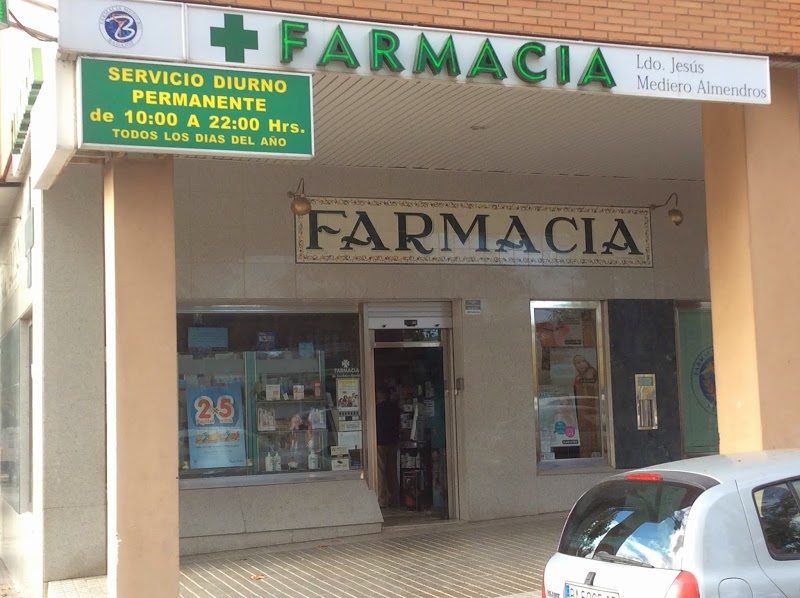 FARMACIA
Ldo. Jesús
Mediero Almendros
SERVICIO DIURNO
PERMANENTE
de 10:00 A 22:00 Hrs.
TODOS LOS DIAS DEL AÑO
FARMACIA
FARMACIA
2x5